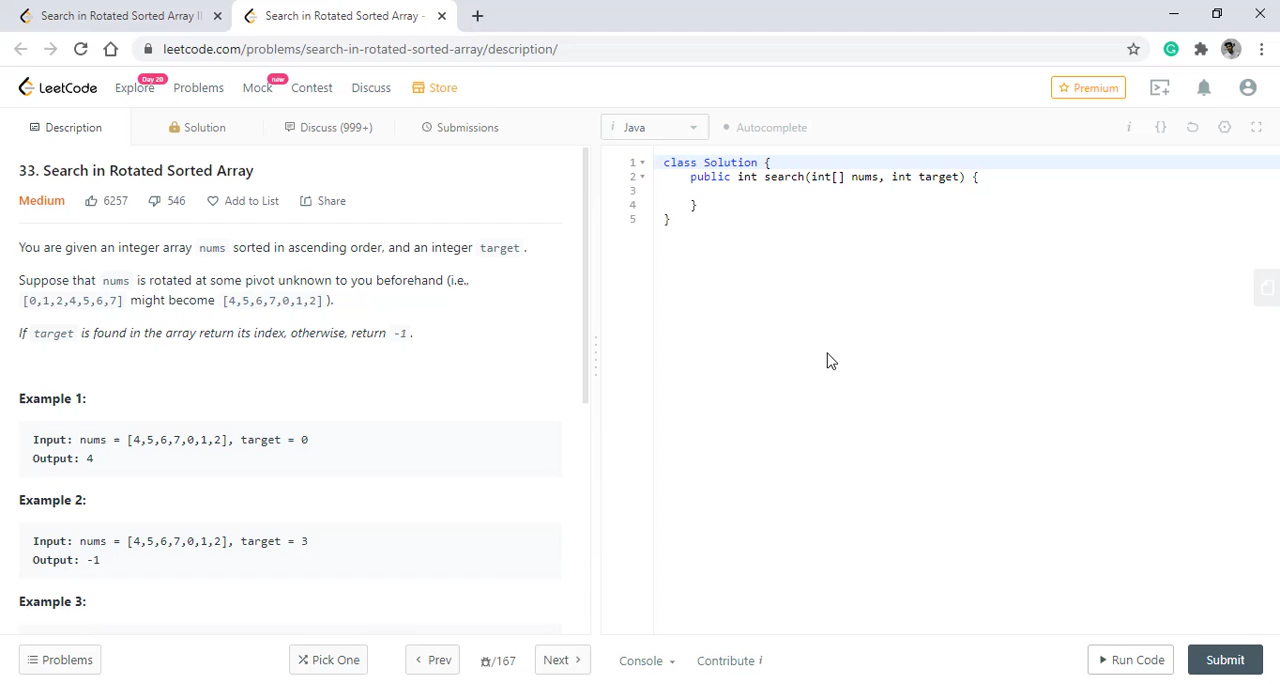 Search in Rotated Sorted Array I
Search in Rotated Sorted Array -
leetcode.com/problems/search-in-rotated-sorted-array/description/
LeetCode
Explore
Day 20
Problems
Mock
new
Contest
Discuss
Store
Premium
Description
Solution
Discuss (999+)
Submissions
i Java
Autocomplete
33. Search in Rotated Sorted Array
Medium
6257
546
Add to List
Share
You are given an integer array nums sorted in ascending order, and an integer target.
Suppose that nums is rotated at some pivot unknown to you beforehand (i.e.,
[0,1,2,4,5,6,7] might become [4,5,6,7,0,1,2]).
If target is found in the array return its index, otherwise, return -1.
Example 1:
Input: nums = [4,5,6,7,0,1,2], target = 0
Output: 4
Example 2:
Input: nums = [4,5,6,7,0,1,2], target = 3
Output: -1
Example 3:
1 class Solution {
2 public int search(int[] nums, int target) {
3
4 }
5 }
Problems
Pick One
Prev
/167
Next
Console
Contribute i
Run Code
Submit